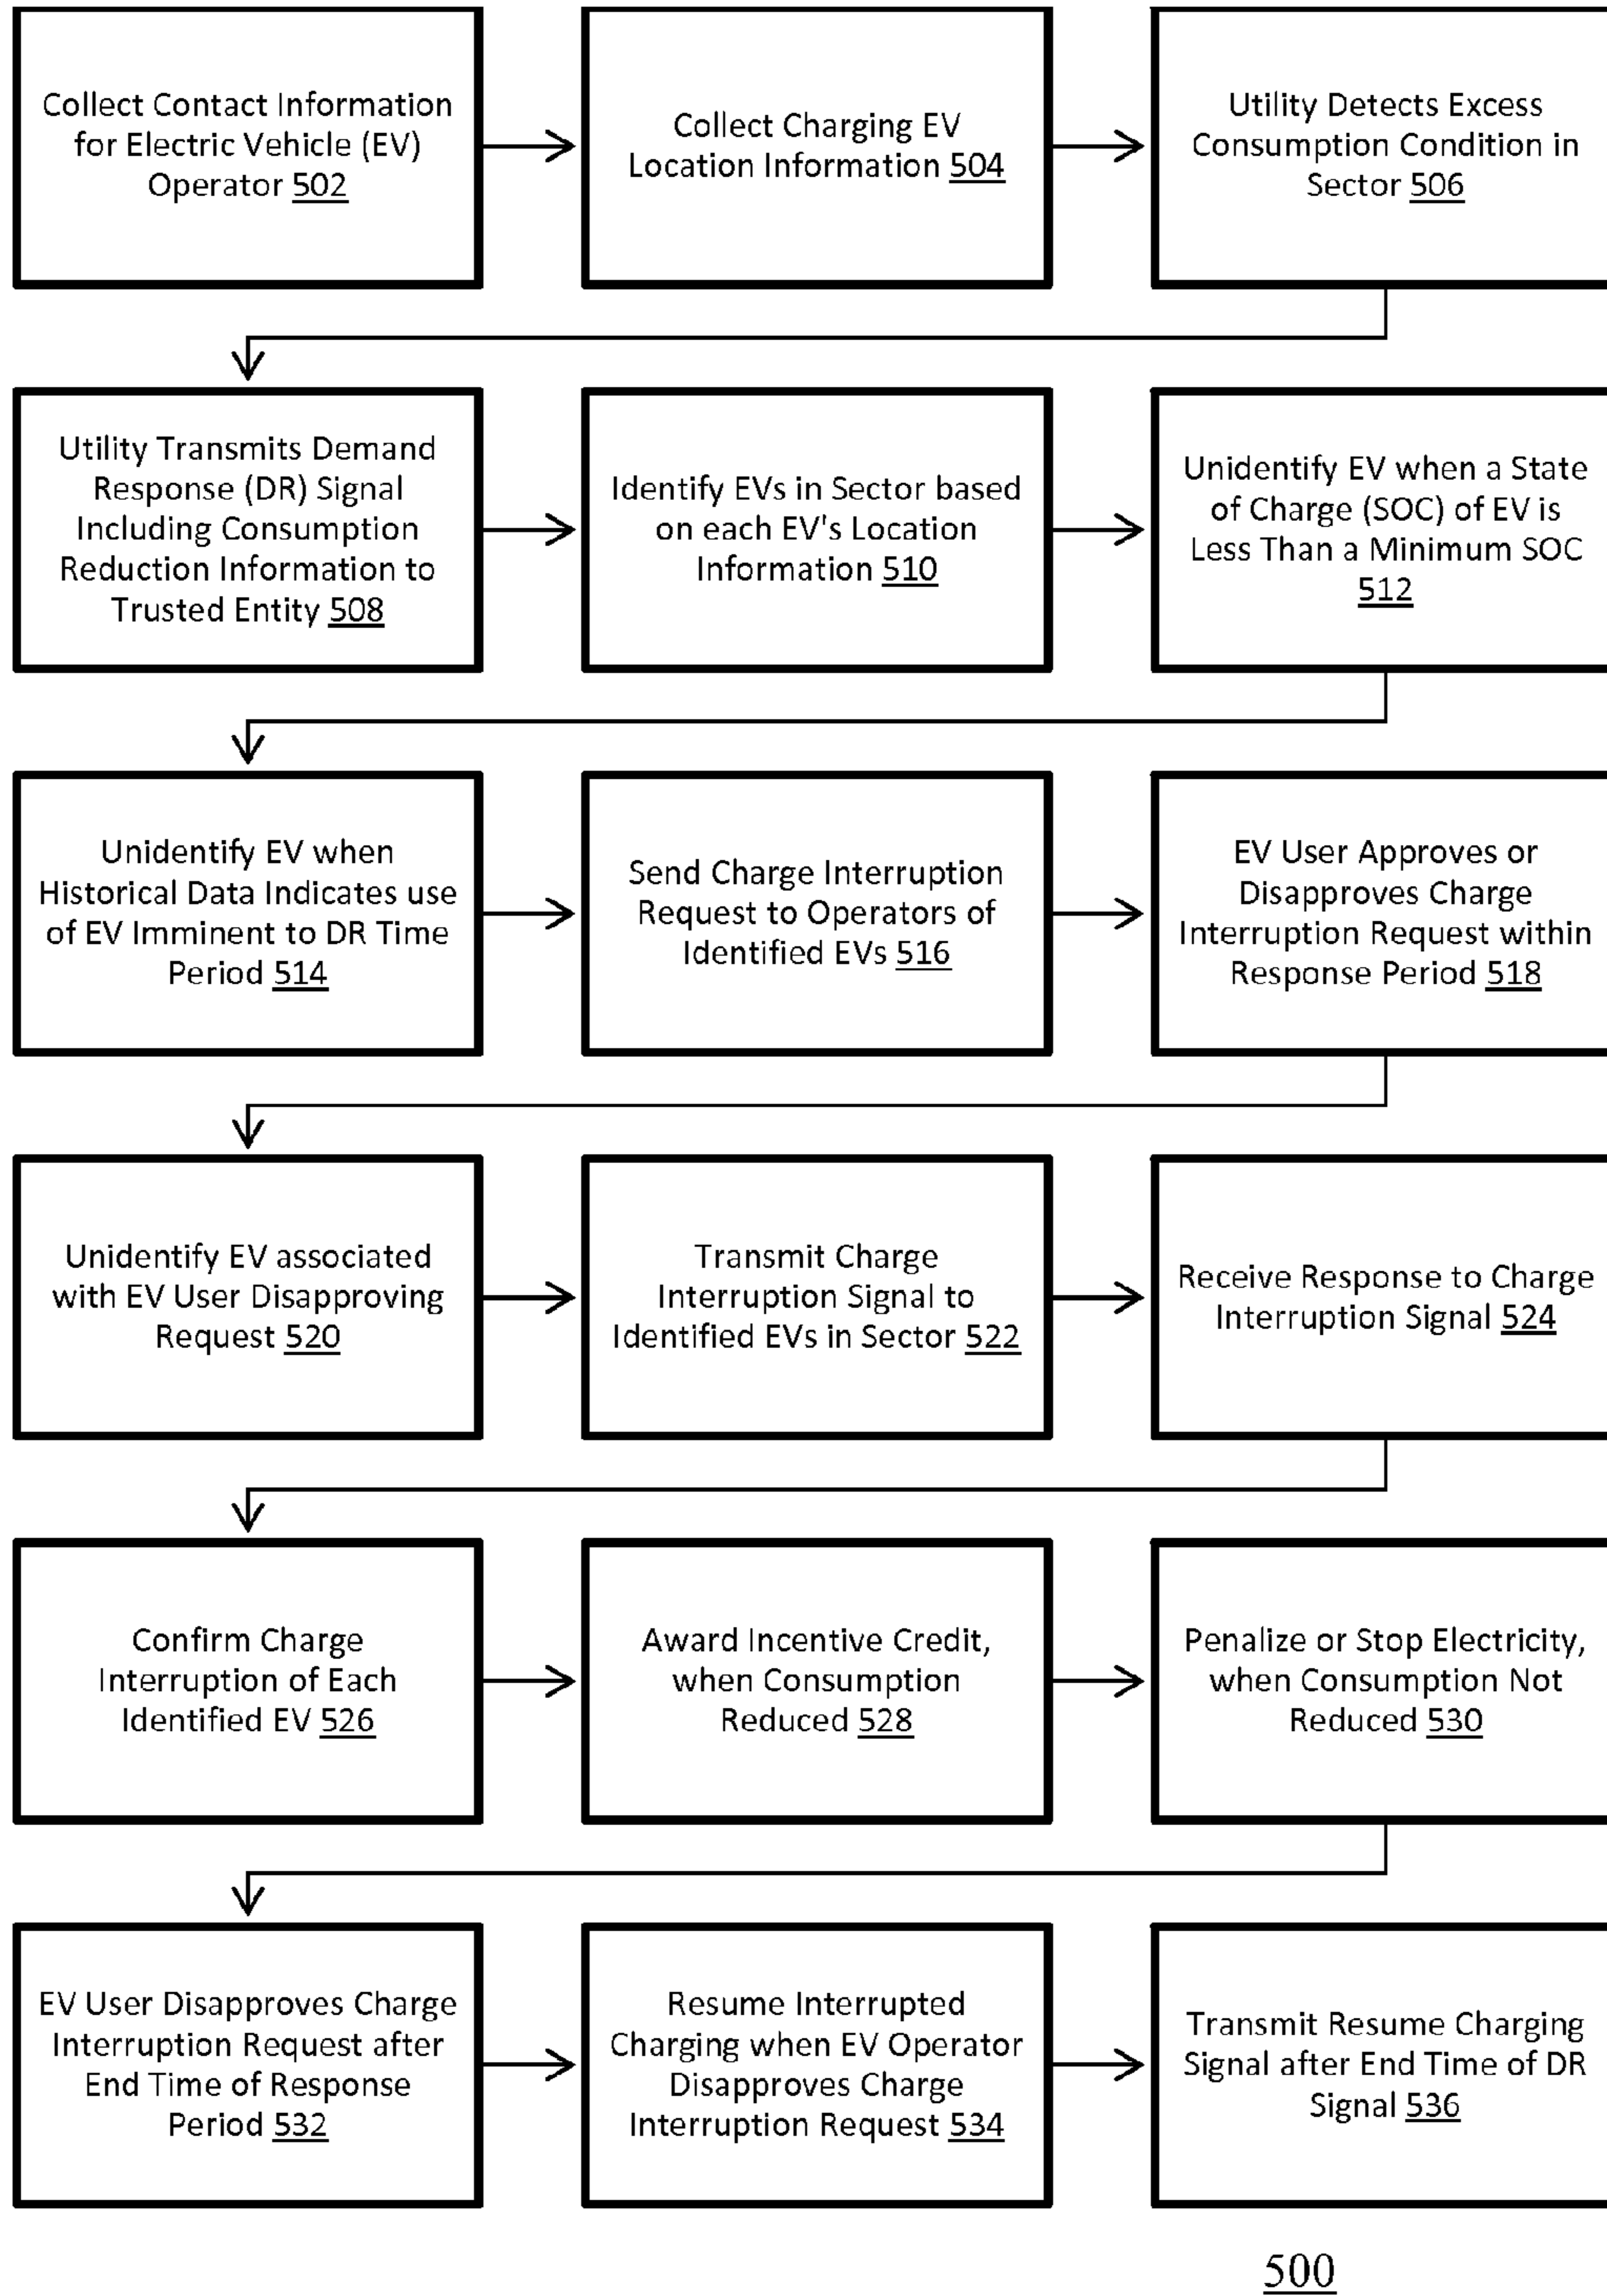 Collect Contact Information
for Electric Vehicle (EV)
Operator 502
Collect Charging EV
Location Information 504
Utility Detects Excess
Consumption Condition in
Sector 506
Utility Transmits Demand
Response (DR) Signal
Including Consumption
Reduction Information to
Trusted Entity 508
Identify EVs in Sector based
on each EV's Location
Information 510
Unidentify EV when a State
of Charge (SOC) of EV is
Less Than a Minimum SOC
512
Unidentify EV when
Historical Data Indicates use
of EV Imminent to DR Time
Period 514
Send Charge Interruption
Request to Operators of
Identified EVs 516
EV User Approves or
Disapproves Charge
Interruption Request within
Response Period 518
Unidentify EV associated
with EV User Disapproving
Request 520
Transmit Charge
Interruption Signal to
Identified EVs in Sector 522
Receive Response to Charge
Interruption Signal 524
Confirm Charge
Interruption of Each
Identified EV 526
Award Incentive Credit,
when Consumption
Reduced 528
Penalize or Stop Electricity,
when Consumption Not
Reduced 530
EV User Disapproves Charge
Interruption Request after
End Time of Response
Period 532
Resume Interrupted
Charging when EV Operator
Disapproves Charge
Interruption Request 534
Transmit Resume Charging
Signal after End Time of DR
Signal 536
500